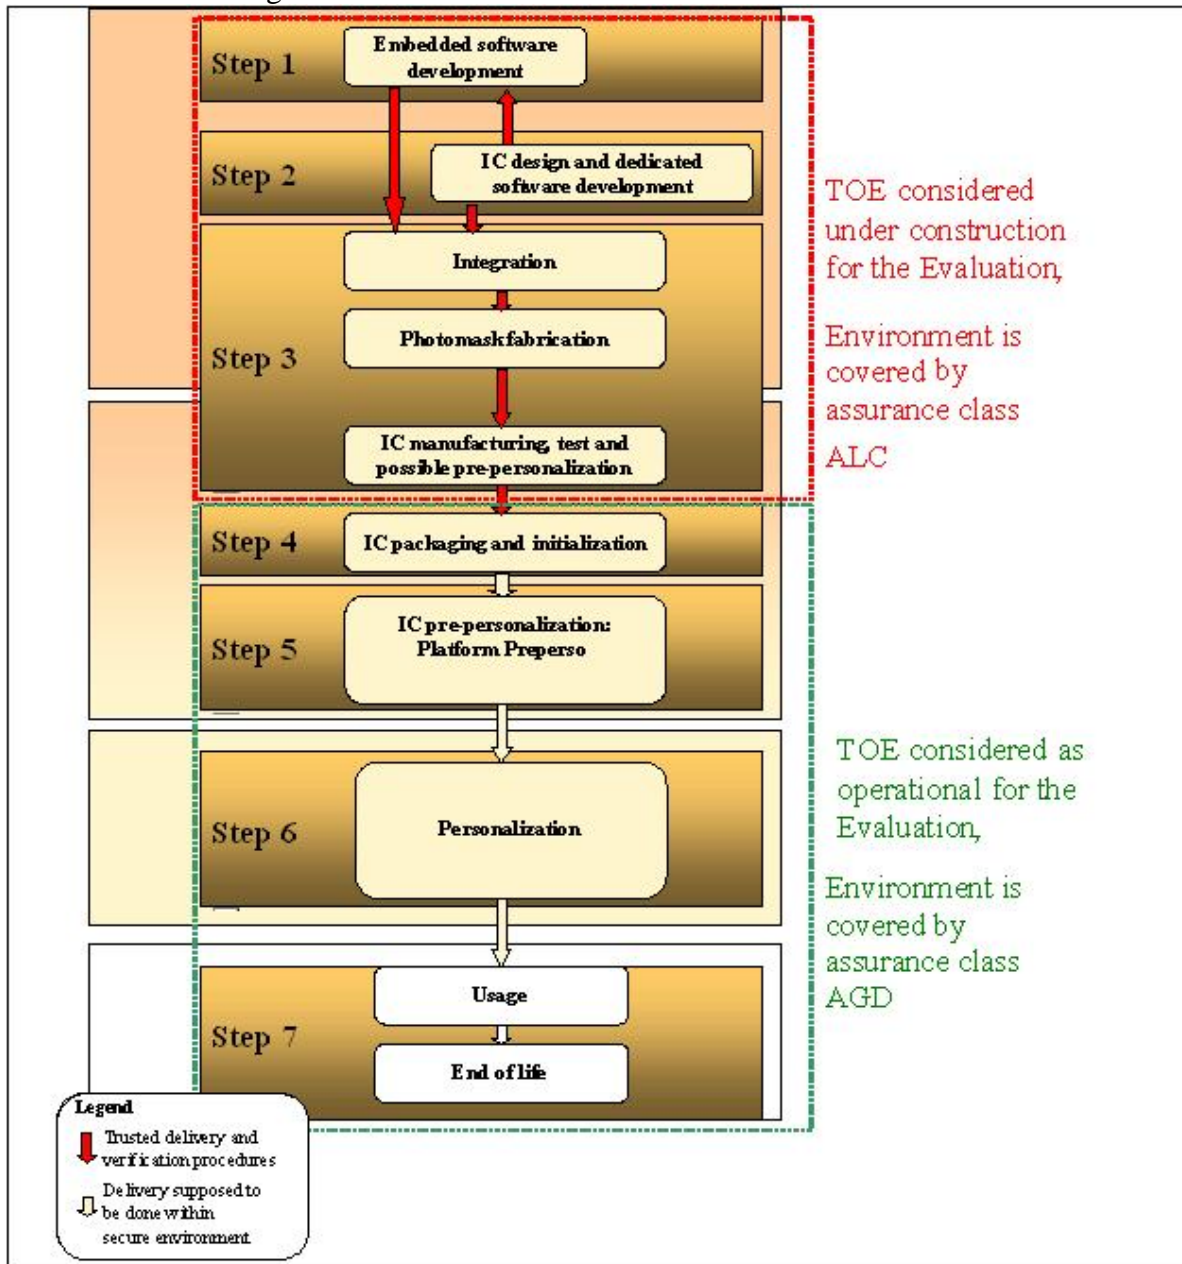 Step 1
Embedded software
development
Step 2
IC design and dedicated
software development
Step 3
Integration
Photomask fabrication
IC manufacturing, test and
possible pre-personalization
TOE considered
under construction
for the Evaluation,
Environment is
covered by
assurance class
ALC
Step 4
IC packaging and initialization
Step 5
IC pre-personalization:
Platform Preperso
Step 6
Personalization
Step 7
Usage
End of life
TOE considered as
operational for the
Evaluation,
Environment is
covered by
assurance class
AGD
Legend
Trusted delivery and
verification procedures
Delivery supposed to
be done within
secure environment